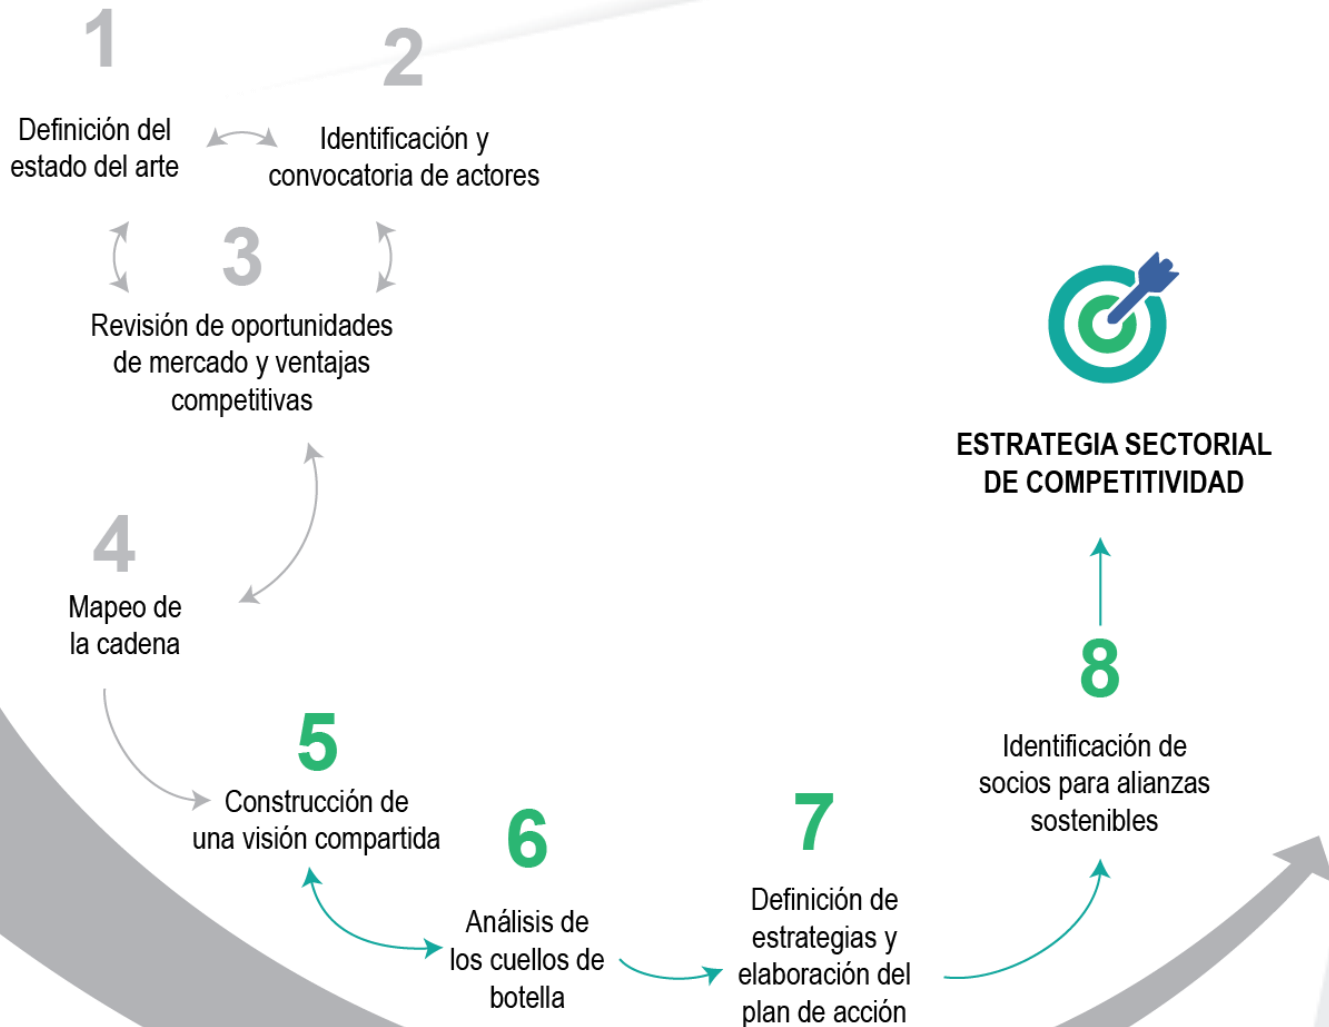 1
Definición del
estado del arte
2
Identificación y
convocatoria de actores
3
Revisión de oportunidades
de mercado y ventajas
competitivas
4
Mapeo de
la cadena
5
Construcción de
una visión compartida
6
Análisis de
los cuellos de
botella
7
Definición de
estrategias y
elaboración del
plan de acción
8
Identificación de
socios para alianzas
sostenibles
ESTRATEGIA SECTORIAL
DE COMPETITIVIDAD